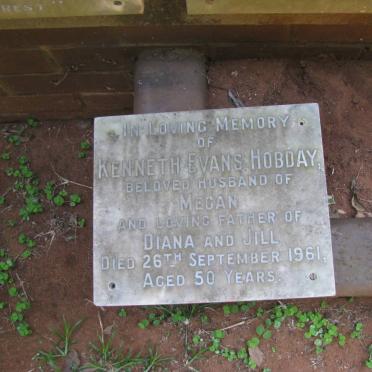 REST"
IN LOVING MEMORY
OF
KENNETH EVANS HOBDAY,
BELOVED HUSBAND OF
MEGAN
AND LOVING FATHER OF
DIANA AND JILL
DIED 26TH SEPTEMBER 1961,
AGED 50 YEARS.